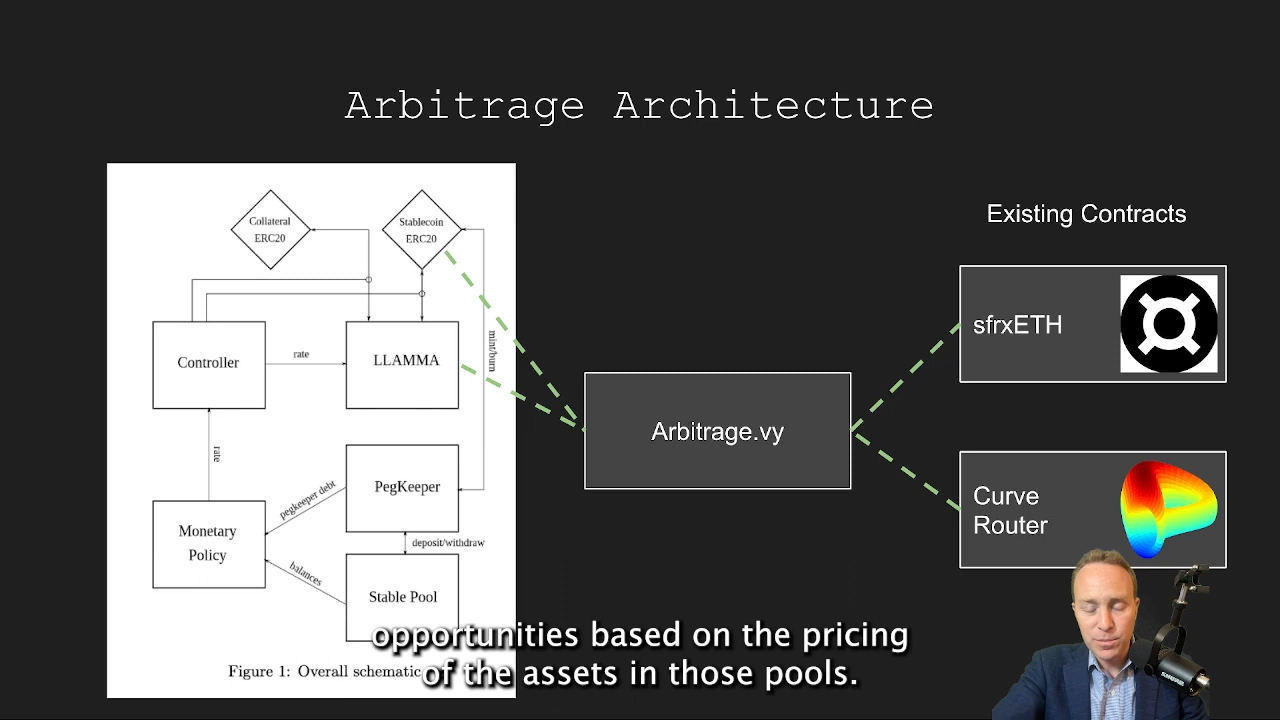 Arbitrage Architecture
Collateral
ERC20
Stablecoin
ERC20
Controller
rate
LLAMMA
mint/burn
rate
PegKeeper
pegkeeper debt
Monetary
Policy
deposit/withdraw
balances
Stable Pool
Figure 1: Overall schematic
Arbitrage.vy
Existing Contracts
sfrxETH
Curve
Router
opportunities based on the pricing
of the assets in those pools.